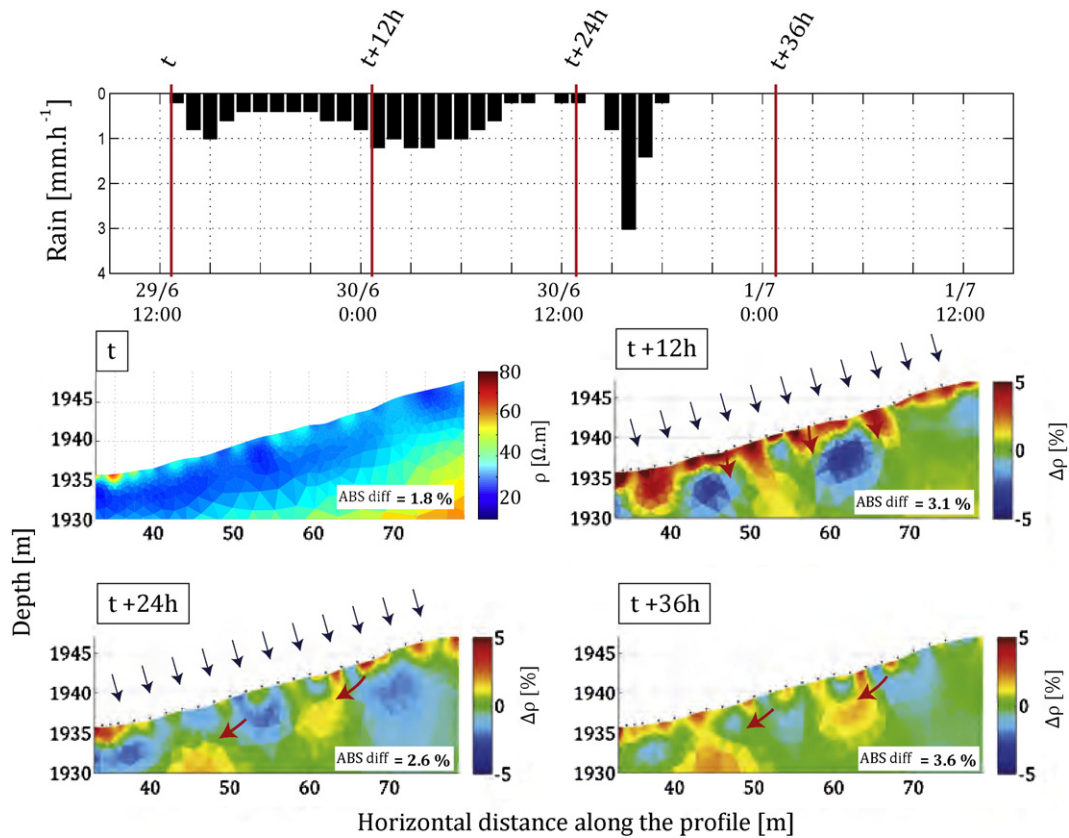 t
t+12h
t+24h
t+36h
Rain [mm.h⁻¹]
0
1
2
3
4
29/6
12:00
30/6
0:00
30/6
12:00
1/7
0:00
1/7
12:00
Depth [m]
t
1945
1940
1935
1930
40 50 60 70
ABS diff = 1.8 %
80
60
40
20
ρ [Ω.m]
t +12h
1945
1940
1935
1930
40 50 60 70
ABS diff = 3.1 %
5
0
-5
Δρ [%]
t +24h
1945
1940
1935
1930
40 50 60 70
ABS diff = 2.6 %
5
0
-5
Δρ [%]
t +36h
1945
1940
1935
1930
40 50 60 70
ABS diff = 3.6 %
5
0
-5
Δρ [%]
Horizontal distance along the profile [m]